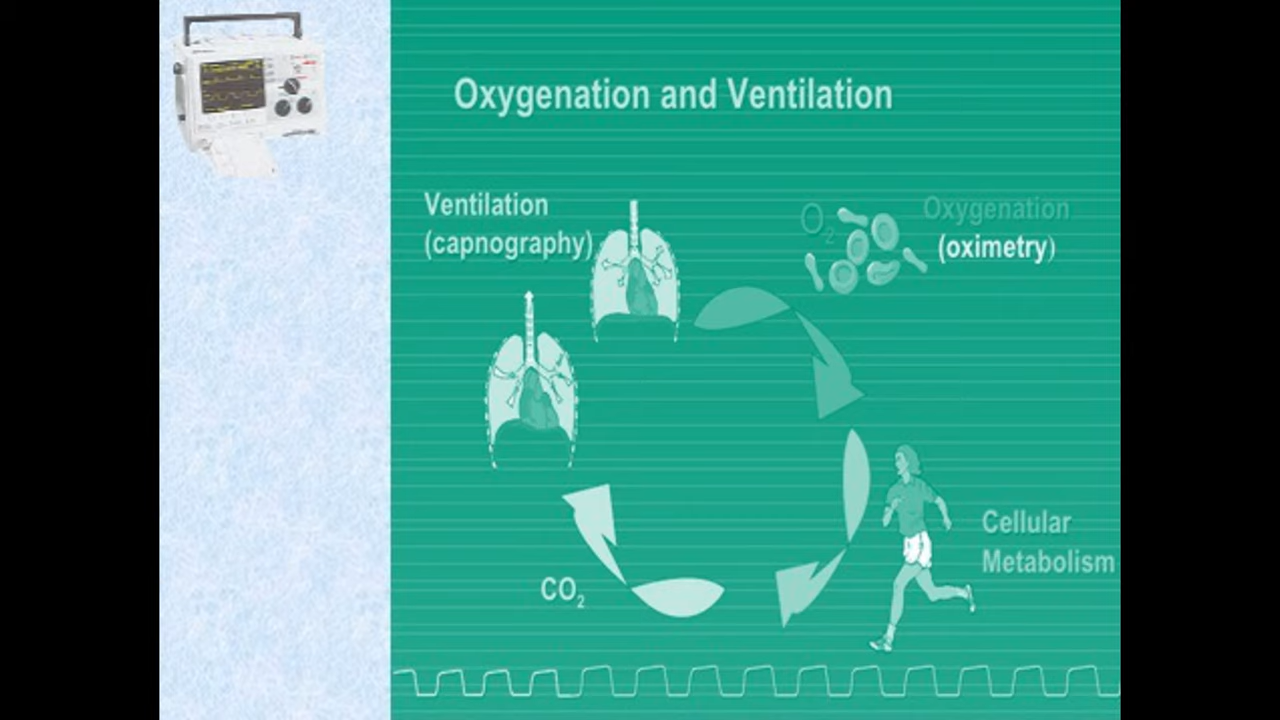 Oxygenation and Ventilation
Ventilation
(capnography)
O2
Oxygenation
(oximetry)
Cellular
Metabolism
CO2